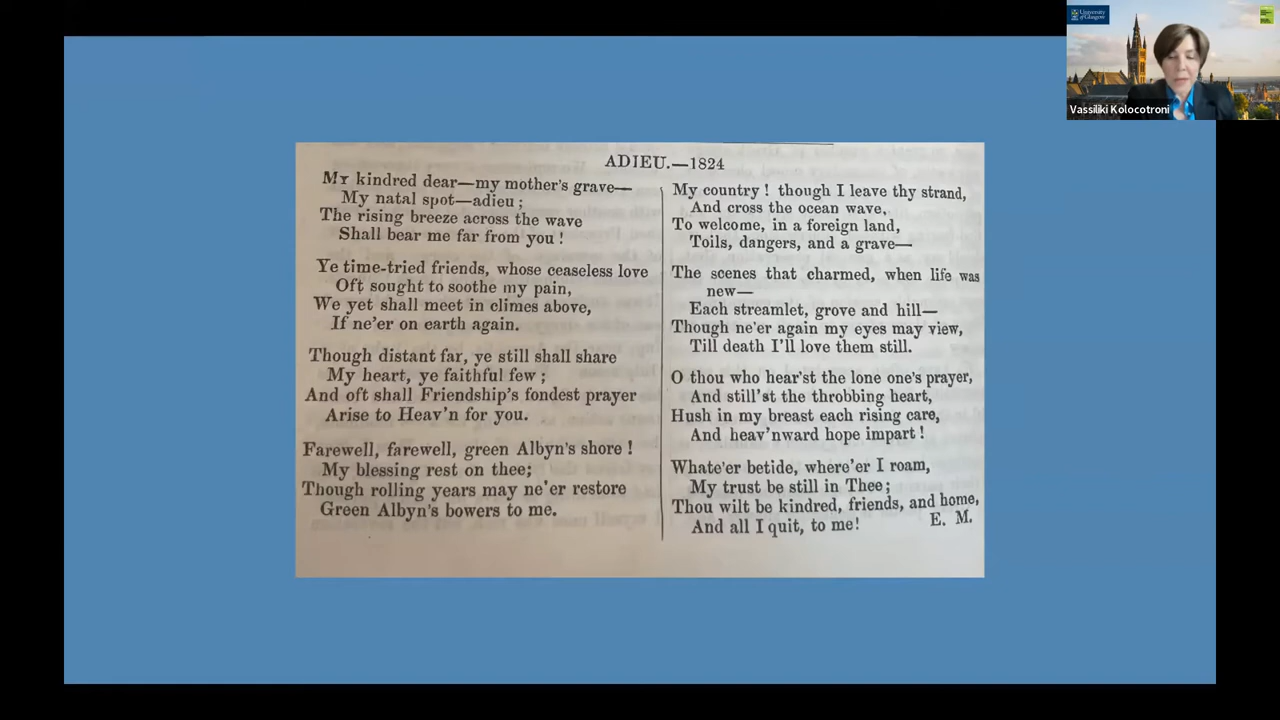 University
of Glasgow
Vassiliki Kolocotroni
ADIEU.—1824
My kindred dear—my mother's grave—
My natal spot—adieu ;
The rising breeze across the wave
Shall bear me far from you !
Ye time-tried friends, whose ceaseless love
Oft sought to soothe my pain,
We yet shall meet in climes above,
If ne'er on earth again.
Though distant far, ye still shall share
My heart, ye faithful few ;
And oft shall Friendship's fondest prayer
Arise to Heav'n for you.
Farewell, farewell, green Albyn's shore !
My blessing rest on thee;
Though rolling years may ne'er restore
Green Albyn's bowers to me.
My country ! though I leave thy strand,
And cross the ocean wave,
To welcome, in a foreign land,
Toils, dangers, and a grave—
The scenes that charmed, when life was
new—
Each streamlet, grove and hill—
Though ne'er again my eyes may view,
Till death I'll love them still.
O thou who hear'st the lone one's prayer,
And still'st the throbbing heart,
Hush in my breast each rising care,
And heav'nward hope impart !
Whate'er betide, where'er I roam,
My trust be still in Thee;
Thou wilt be kindred, friends, and home,
And all I quit, to me!
E. M.